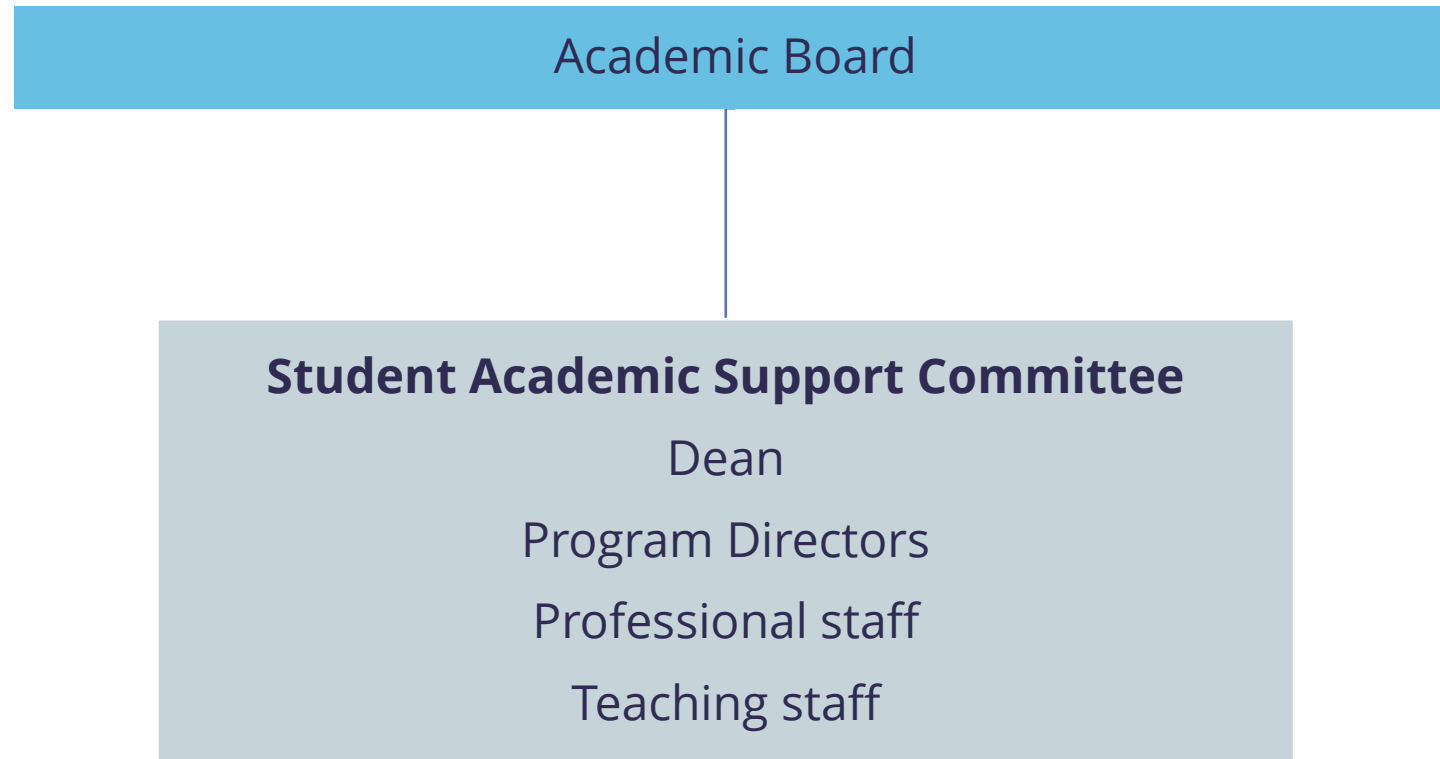 Academic Board
Student Academic Support Committee
Dean
Program Directors
Professional staff
Teaching staff